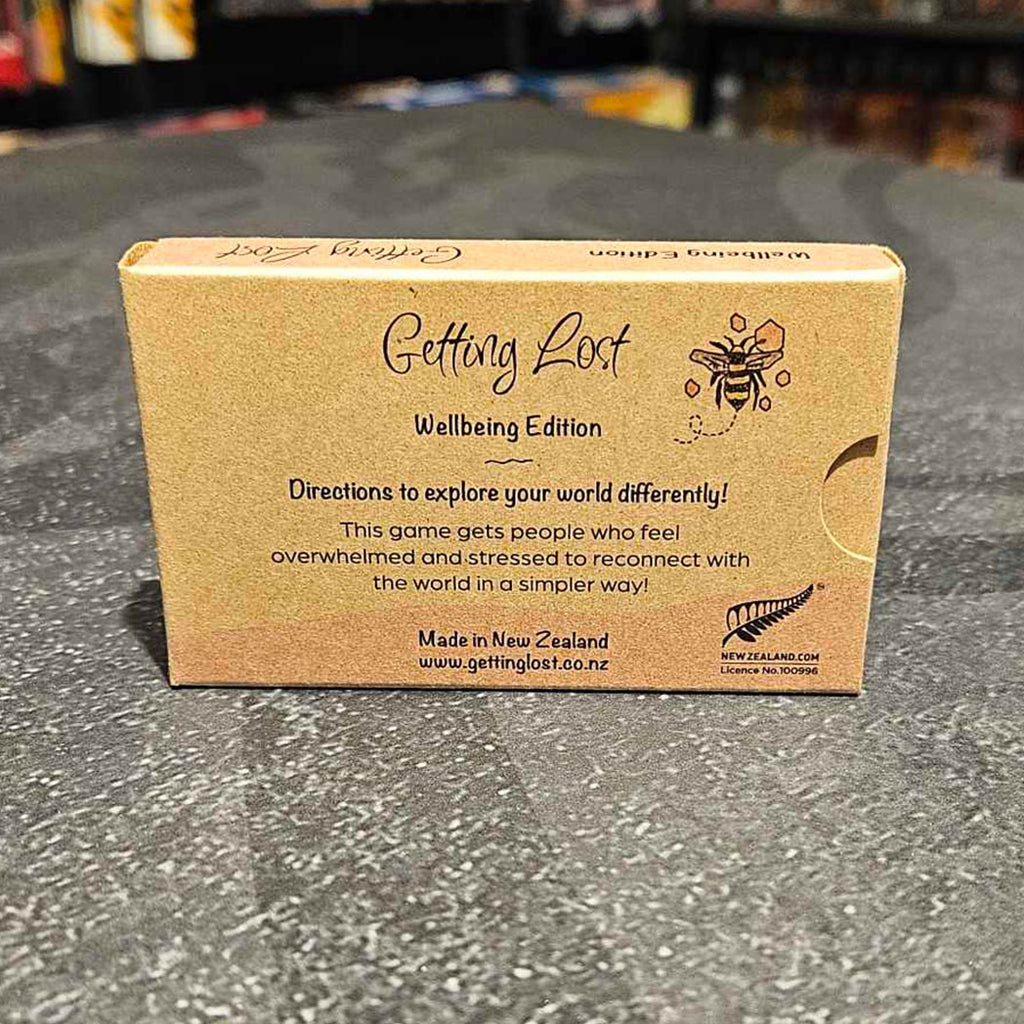 Getting Lost Wellbeing Edition
Getting Lost
Wellbeing Edition
Directions to explore your world differently!
This game gets people who feel
overwhelmed and stressed to reconnect with
the world in a simpler way!
Made in New Zealand
www.gettinglost.co.nz
NEWZEALAND.COM
Licence No.100996